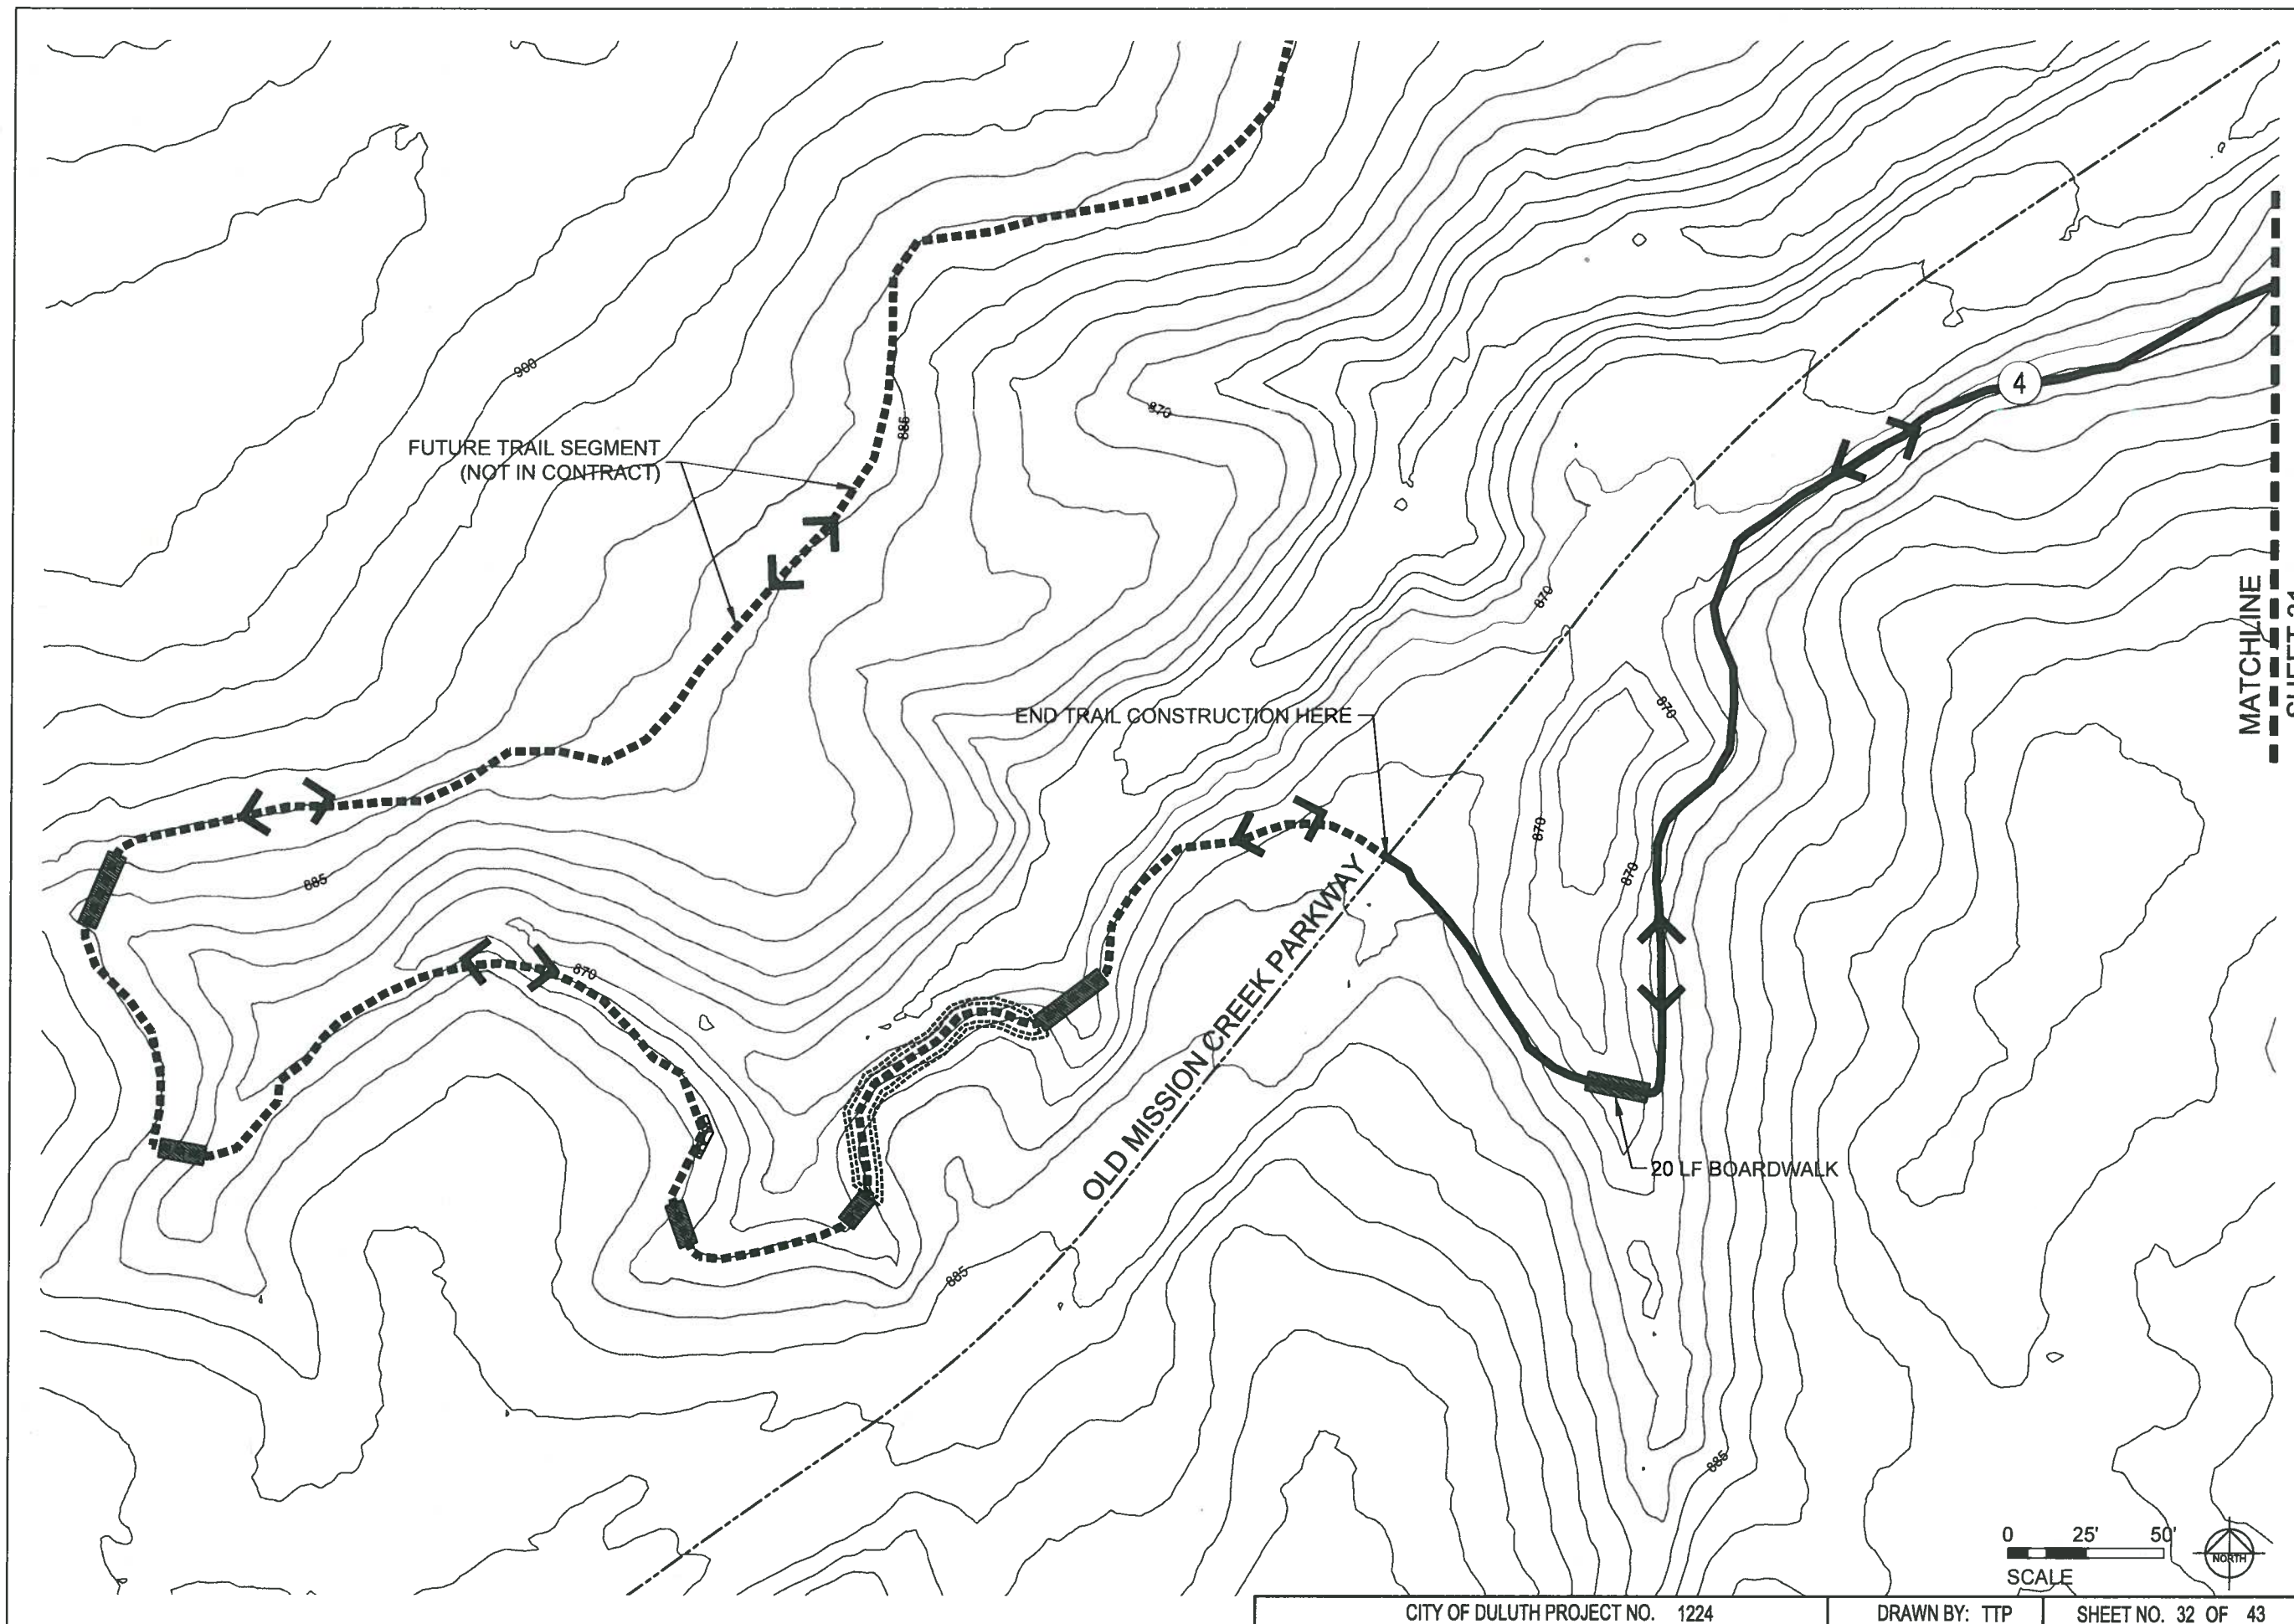 900
885
870
FUTURE TRAIL SEGMENT
(NOT IN CONTRACT)
4
870
MATCHLINE
870
END TRAIL CONSTRUCTION HERE
870
885
870
870
OLD MISSION CREEK PARKWAY
20 LF BOARDWALK
885
885
0 25' 50'
SCALE
NORTH
CITY OF DULUTH PROJECT NO. 1224
DRAWN BY: TTP
SHEET NO. 32 OF 43